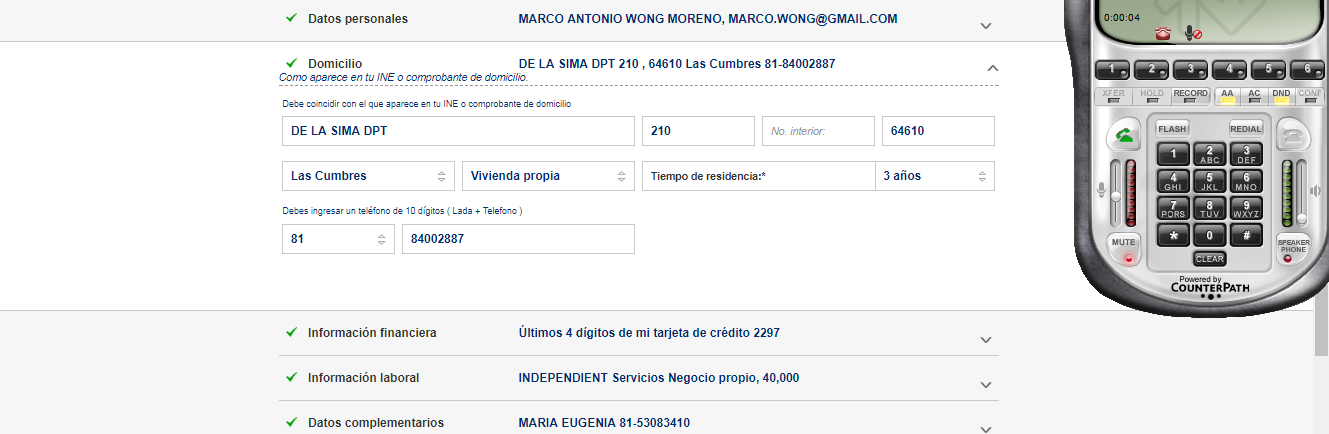 Datos personales MARCO ANTONIO WONG MORENO, MARCO.WONG@GMAIL.COM
Domicilio DE LA SIMA DPT 210 , 64610 Las Cumbres 81-84002887
Como aparece en tu INE o comprobante de domicilio.
Debe coincidir con el que aparece en tu INE o comprobante de domicilio
DE LA SIMA DPT 210 No. interior: 64610
Las Cumbres Vivienda propia Tiempo de residencia:* 3 años
Debes ingresar un teléfono de 10 dígitos ( Lada + Telefono )
81 84002887
Información financiera Últimos 4 dígitos de mi tarjeta de crédito 2297
Información laboral INDEPENDIENT Servicios Negocio propio, 40,000
Datos complementarios MARIA EUGENIA 81-53083410
0:00:04
1 2 3 4 5 6
XFER HOLD RECORD AA AC DND CONF
FLASH REDIAL
1 2 ABC 3 DEF
4 GHI 5 JKL 6 MNO
7 PQRS 8 TUV 9 WXYZ
* 0 #
MUTE SPEAKER PHONE
CLEAR
Powered by
COUNTERPATH